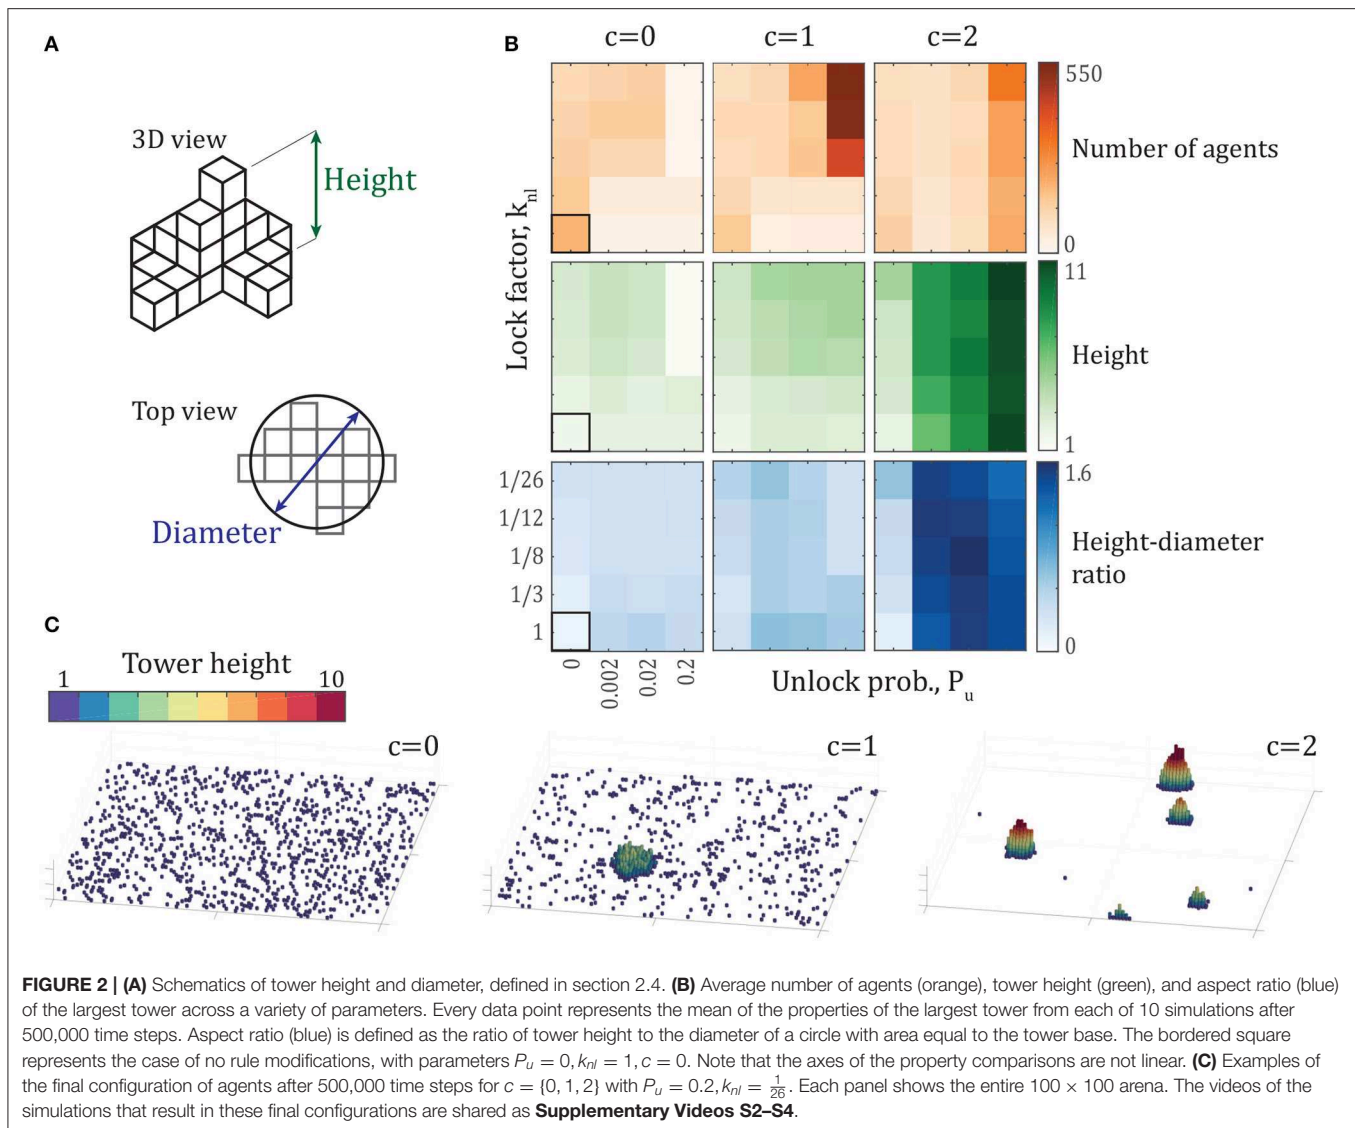 A
3D view
Height
Top view
Diameter
B
c=0
c=1
c=2
Lock factor, k_nl
550
Number of agents
0
11
Height
1
1.6
Height-diameter
ratio
0
1/26
1/12
1/8
1/3
1
0
0.002
0.02
0.2
Unlock prob., P_u
C
Tower height
1
10
c=0
c=1
c=2
FIGURE 2 | (A) Schematics of tower height and diameter, defined in section 2.4. (B) Average number of agents (orange), tower height (green), and aspect ratio (blue)
of the largest tower across a variety of parameters. Every data point represents the mean of the properties of the largest tower from each of 10 simulations after
500,000 time steps. Aspect ratio (blue) is defined as the ratio of tower height to the diameter of a circle with area equal to the tower base. The bordered square
represents the case of no rule modifications, with parameters P_u = 0, k_nl = 1, c = 0. Note that the axes of the property comparisons are not linear. (C) Examples of
the final configuration of agents after 500,000 time steps for c = {0, 1, 2} with P_u = 0.2, k_nl = 1/26. Each panel shows the entire 100 × 100 arena. The videos of the
simulations that result in these final configurations are shared as Supplementary Videos S2–S4.